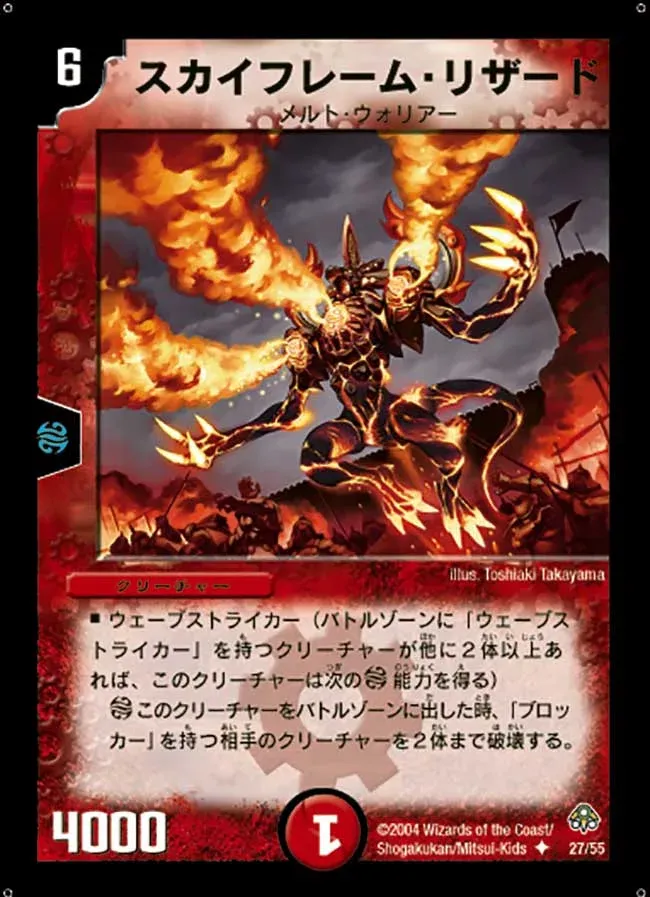 6
スカイフレーム・リザード
メルト・ウォリアー
クリーチャー
illus. Toshiaki Takayama
■ ウェーブストライカー（バトルゾーンに「ウェーブス
トライカー」を持つクリーチャーが他に２体以上あ
れば、このクリーチャーは次の 能力を得る）
このクリーチャーをバトルゾーンに出した時、「ブロッ
カー」を持つ相手のクリーチャーを２体まで破壊する。
4000
1
©2004 Wizards of the Coast/
Shogakukan/Mitsui-Kids
27/55